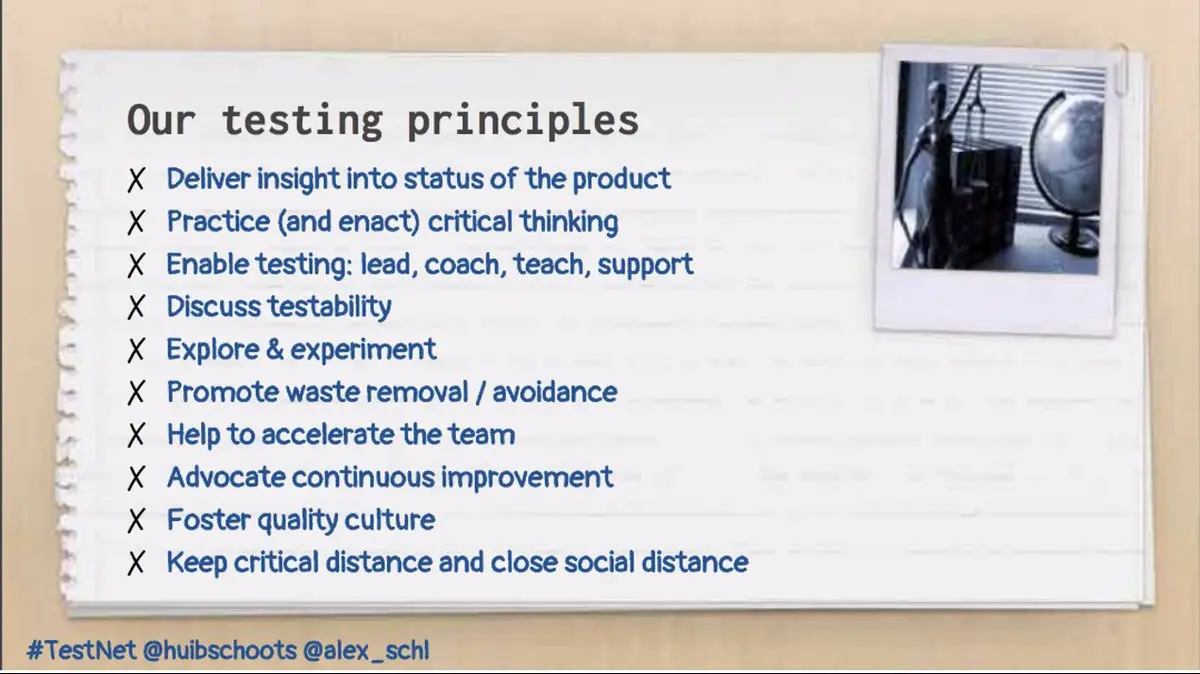 Our testing principles
X Deliver insight into status of the product
X Practice (and enact) critical thinking
X Enable testing: lead, coach, teach, support
X Discuss testability
X Explore & experiment
X Promote waste removal / avoidance
X Help to accelerate the team
X Advocate continuous improvement
X Foster quality culture
X Keep critical distance and close social distance
#TestNet @huibschoots @alex_schl